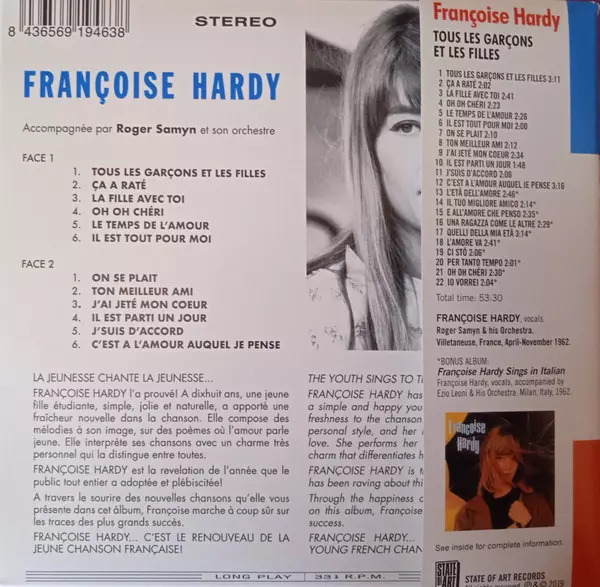 8 436569 194638
STEREO
FRANÇOISE HARDY
Accompagnée par Roger Samyn et son orchestre
FACE 1
1. TOUS LES GARÇONS ET LES FILLES
2. ÇA A RATÉ
3. LA FILLE AVEC TOI
4. OH OH CHÉRI
5. LE TEMPS DE L'AMOUR
6. IL EST TOUT POUR MOI
FACE 2
1. ON SE PLAIT
2. TON MEILLEUR AMI
3. J'AI JETÉ MON COEUR
4. IL EST PARTI UN JOUR
5. J'SUIS D'ACCORD
6. C'EST A L'AMOUR AUQUEL JE PENSE
LA JEUNESSE CHANTE LA JEUNESSE...
FRANÇOISE HARDY l'a prouvé! A dixhuit ans, une jeune
fille étudiante, simple, jolie et naturelle, a apporté une
fraîcheur nouvelle dans la chanson. Elle compose des
mélodies à son image, sur des poèmes où l'amour parle
jeune. Elle interprète ses chansons avec un charme très
personnel qui la distingue entre toutes.
FRANÇOISE HARDY est la revelation de l'année que le
public tout entier a adoptée et plébiscitée!
A travers le sourire des nouvelles chansons qu'elle vous
présente dans cet álbum, Françoise marche à coup sûr sur
les traces des plus grands succès.
FRANÇOISE HARDY... C'EST LE RENOUVEAU DE LA
JEUNE CHANSON FRANÇAISE!
THE YOUTH SINGS TO T
FRANÇOISE HARDY has
a simple and happy you
freshness to the chanson
personal style, and her
love. She performs her
charm that differentiates h
FRANÇOISE HARDY is t
has been raving about thi
Through the happiness o
on this album, Françoise
success.
FRANÇOISE HARDY...
YOUNG FRENCH CHAN
LONG PLAY 33⅓ R.P.M.
Françoise Hardy
TOUS LES GARÇONS
ET LES FILLES
1 TOUS LES GARÇONS ET LES FILLES 3:11
2 ÇA A RATÉ 2:02
3 LA FILLE AVEC TOI 2:41
4 OH OH CHÉRI 2:23
5 LE TEMPS DE L'AMOUR 2:26
6 IL EST TOUT POUR MOI 2:00
7 ON SE PLAIT 2:10
8 TON MEILLEUR AMI 2:12
9 J'AI JETÉ MON COEUR 2:34
10 IL EST PARTI UN JOUR 2:12
11 J'SUIS D'ACCORD 2:06
12 C'EST A L'AMOUR AUQUEL JE PENSE 3:16
13 L'ETÀ DELL'AMORE 2:46*
14 IL TUO MIGLIORE AMICO 2:14*
15 E ALL'AMORE CHE PENSO 2:35*
16 UNA RAGAZZA COME LE ALTRE 2:29*
17 QUELLI DELLA MIA ETÀ 3:14*
18 L'AMORE VA 2:41*
19 CI STÒ 2:06*
20 PER TANTO TEMPO 2:01*
21 OH OH CHÉRI 2:30*
22 IO VORREI 2:04*
Total time: 53:30
FRANÇOISE HARDY, vocals
Roger Samyn & his Orchestra.
Villetaneuse, France, April-November 1962.
*BONUS ALBUM:
Françoise Hardy Sings in Italian
Françoise Hardy, vocals, accompanied by
Ezio Leoni & His Orchestra. Milan, Italy, 1962.
Françoise
Hardy
See inside for complete information.
STATE
OF
ART
STATE OF ART RECORDS
℗ & © 2019